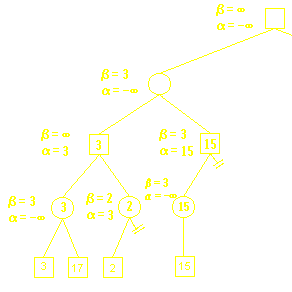 β = ∞
α = -∞
β = 3
α = -∞
β = ∞
α = 3
3
β = 3
α = 15
15
β = 3
α = -∞
3
β = 2
α = 3
2
β = 3
α = -∞
15
3
17
2
15